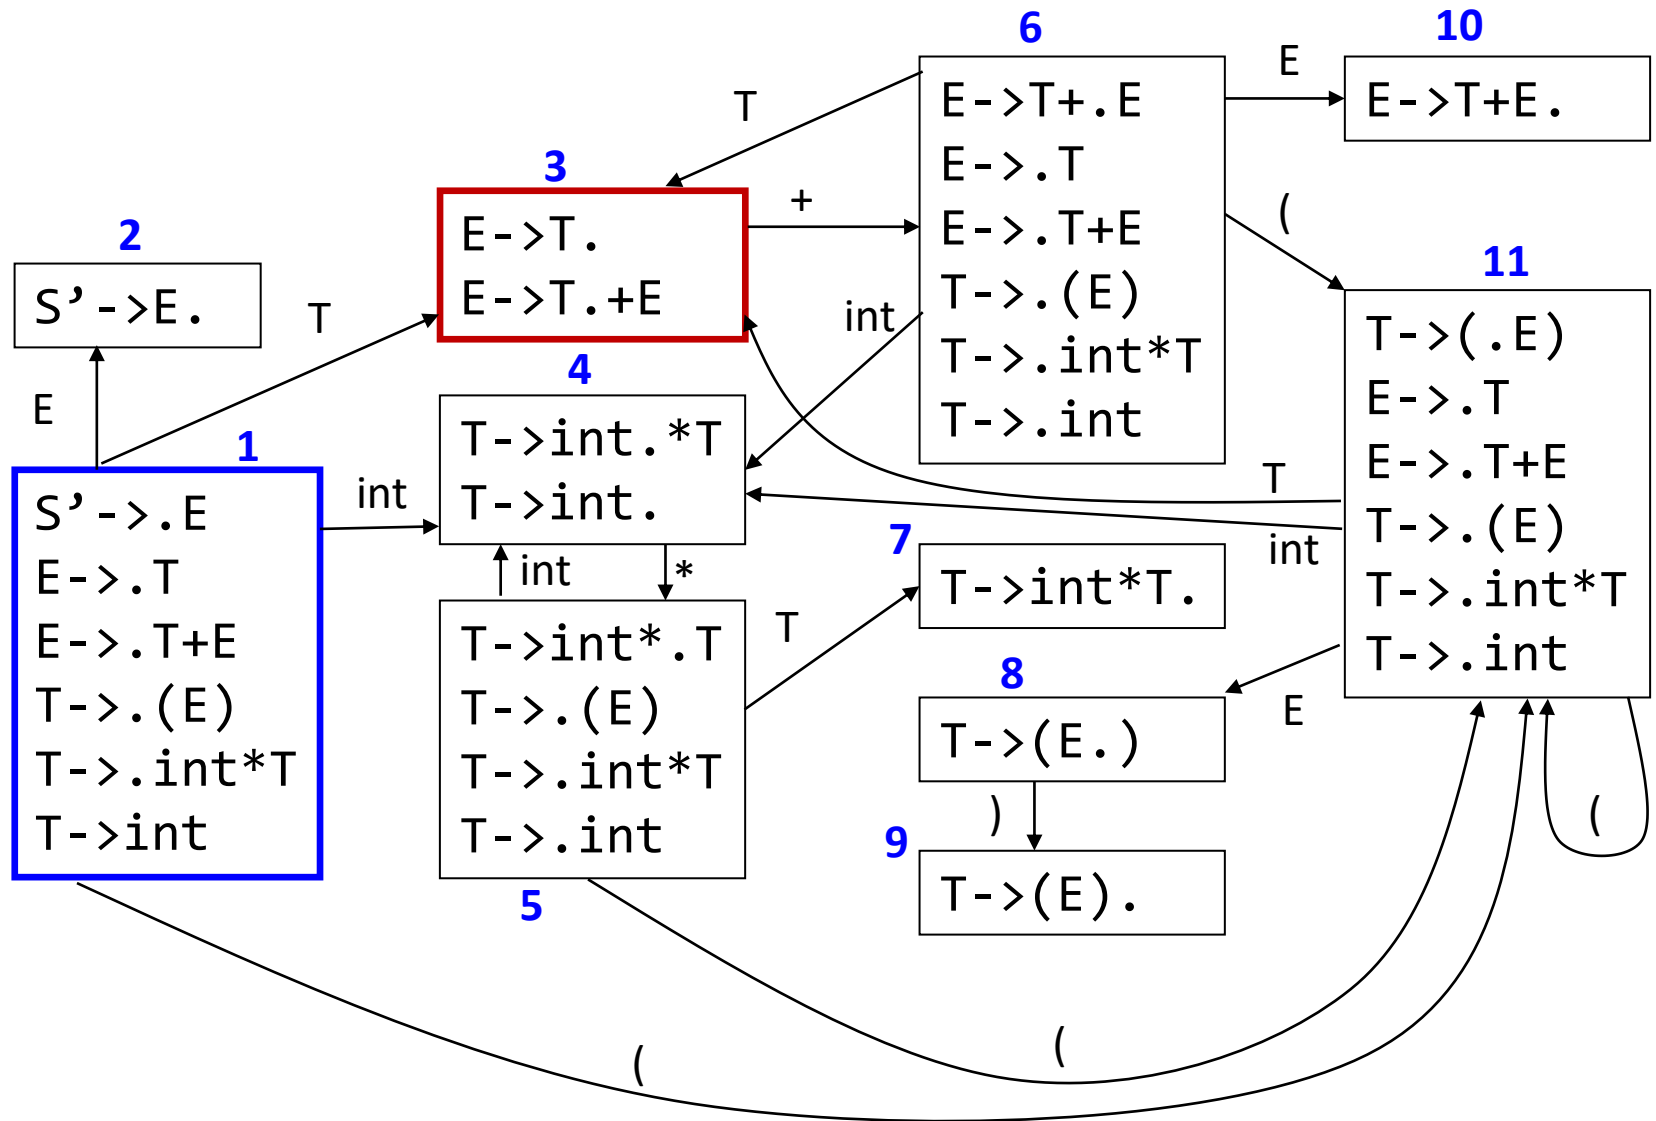 6
10
E->T+.E
E->.T
E->.T+E
T->.(E)
T->.int*T
T->.int
E
E->T+E.
T
3
E->T.
E->T.+E
+
(
2
S’->E.
T
int
11
T->(.E)
E->.T
E->.T+E
T->.(E)
T->.int*T
T->.int
E
4
T->int.*T
T->int.
1
S’->.E
E->.T
E->.T+E
T->.(E)
T->.int*T
T->int
int
T
int
7
T->int*T.
int
*
T->int*.T
T->.(E)
T->.int*T
T->.int
5
T
8
T->(E.)
E
)
9
T->(E).
(
(
(